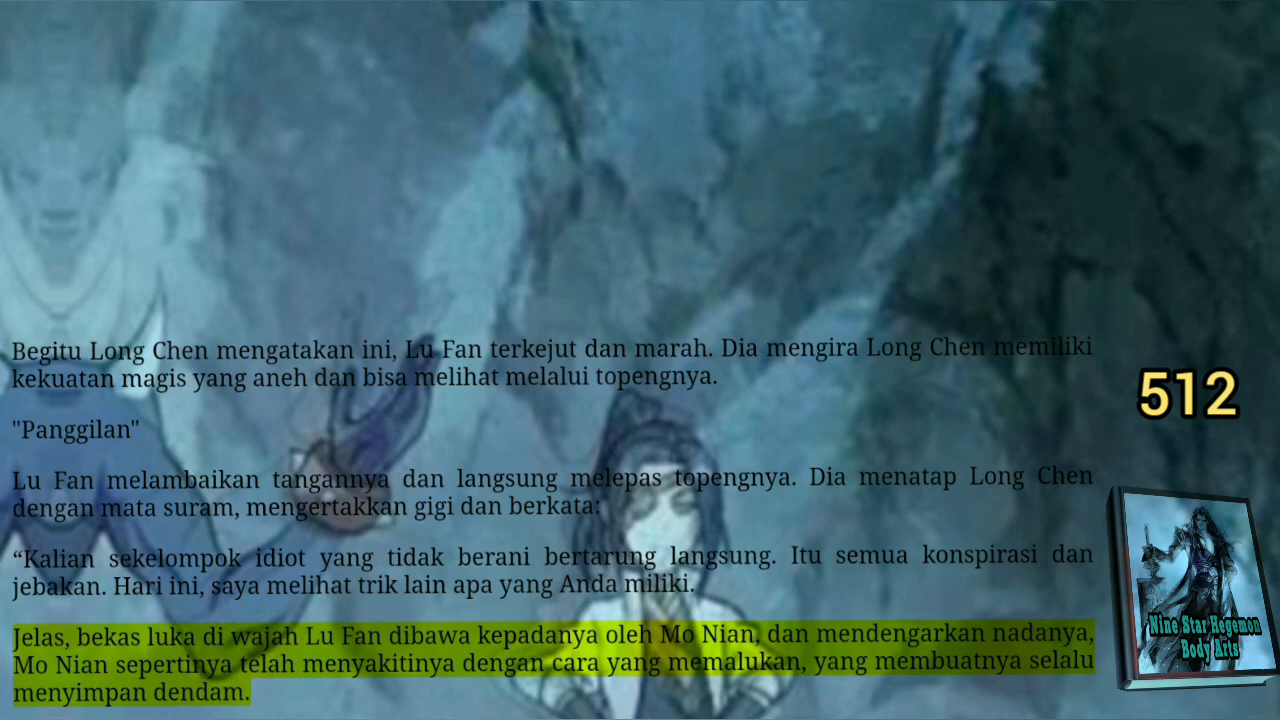 Begitu Long Chen mengatakan ini, Lu Fan terkejut dan marah. Dia mengira Long Chen memiliki
kekuatan magis yang aneh dan bisa melihat melalui topengnya.
"Panggilan"
Lu Fan melambaikan tangannya dan langsung melepas topengnya. Dia menatap Long Chen
dengan mata suram, mengertakkan gigi dan berkata:
“Kalian sekelompok idiot yang tidak berani bertarung langsung. Itu semua konspirasi dan
jebakan. Hari ini, saya melihat trik lain apa yang Anda miliki.
Jelas, bekas luka di wajah Lu Fan dibawa kepadanya oleh Mo Nian, dan mendengarkan nadanya,
Mo Nian sepertinya telah menyakitinya dengan cara yang memalukan, yang membuatnya selalu
menyimpan dendam.
512
Nine Star Hegemon
Body Arts